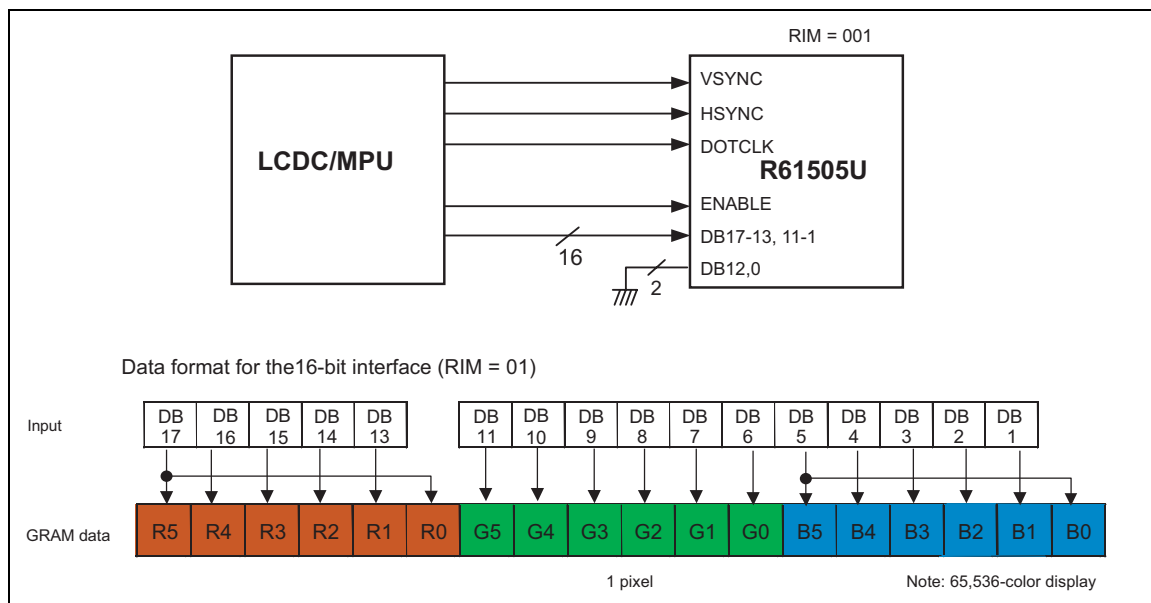 RIM = 001
LCDC/MPU
VSYNC
HSYNC
DOTCLK
R61505U
ENABLE
DB17-13, 11-1
16
DB12,0
2
Data format for the16-bit interface (RIM = 01)
Input
DB 17 DB 16 DB 15 DB 14 DB 13 DB 11 DB 10 DB 9 DB 8 DB 7 DB 6 DB 5 DB 4 DB 3 DB 2 DB 1
GRAM data
R5 R4 R3 R2 R1 R0 G5 G4 G3 G2 G1 G0 B5 B4 B3 B2 B1 B0
1 pixel
Note: 65,536-color display